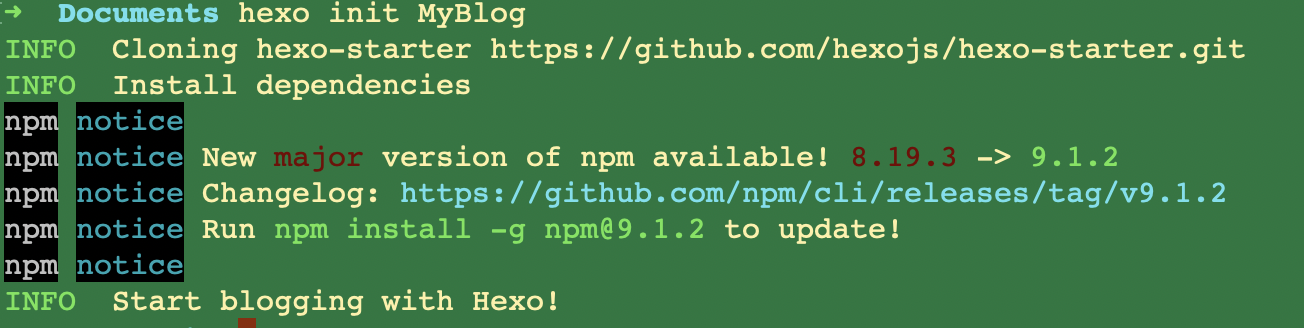 ➜  Documents hexo init MyBlog
INFO  Cloning hexo-starter https://github.com/hexojs/hexo-starter.git
INFO  Install dependencies
npm notice
npm notice New major version of npm available! 8.19.3 -> 9.1.2
npm notice Changelog: https://github.com/npm/cli/releases/tag/v9.1.2
npm notice Run npm install -g npm@9.1.2 to update!
npm notice
INFO  Start blogging with Hexo!